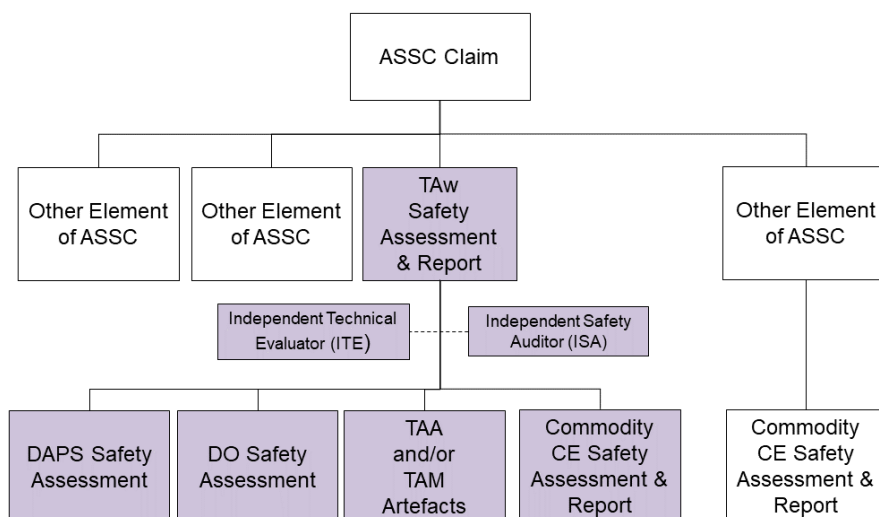 ASSC Claim
Other Element
of ASSC
Other Element
of ASSC
TAw
Safety
Assessment
& Report
Other Element
of ASSC
Independent Technical
Evaluator (ITE)
Independent Safety
Auditor (ISA)
DAPS Safety
Assessment
DO Safety
Assessment
TAA
and/or
TAM
Artefacts
Commodity
CE Safety
Assessment &
Report
Commodity
CE Safety
Assessment &
Report